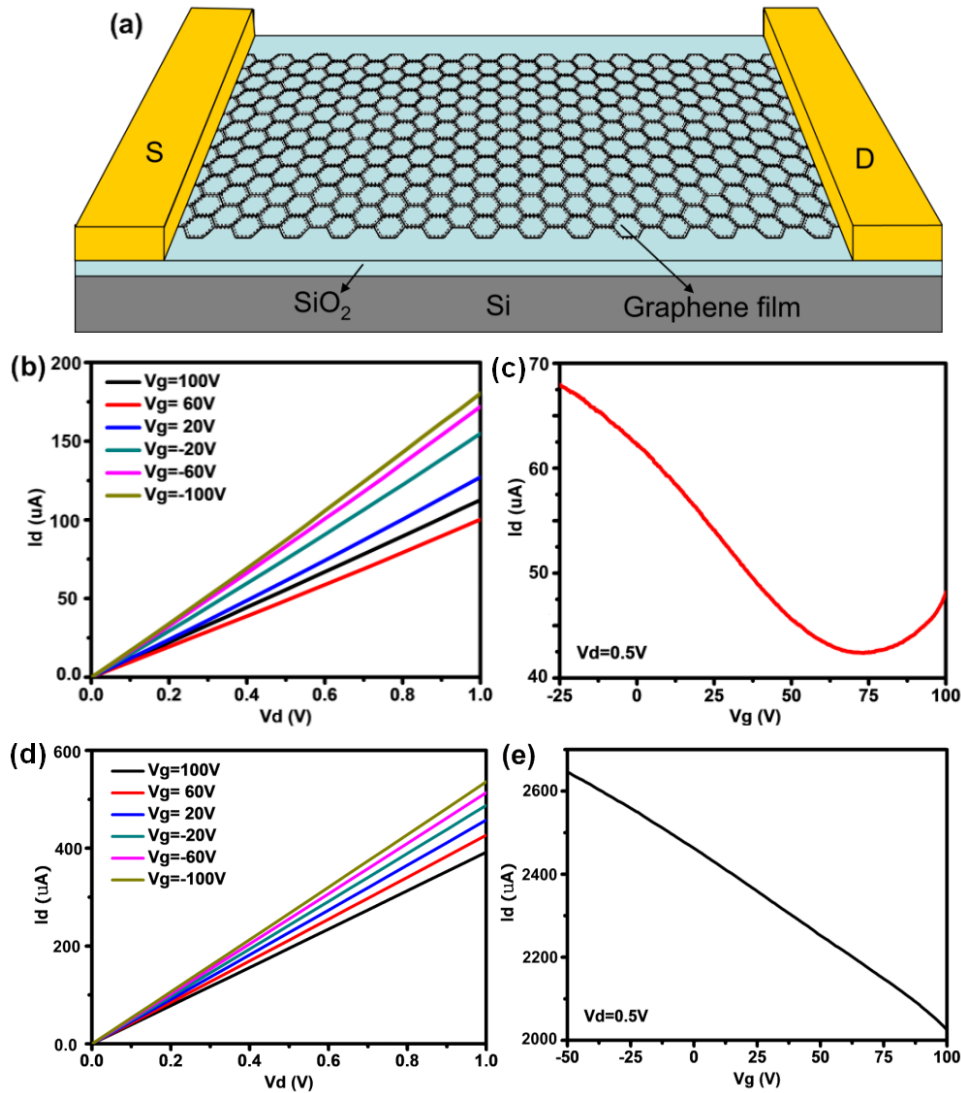 (a)
S
D
SiO2
Si
Graphene film
(b)
200
150
100
50
0.0
Id (uA)
Vg=100V
Vg= 60V
Vg= 20V
Vg=-20V
Vg=-60V
Vg=-100V
0.0 0.2 0.4 0.6 0.8 1.0
Vd (V)
(c)
70
60
50
40
Id (uA)
Vd=0.5V
-25 0 25 50 75 100
Vg (V)
(d)
600
400
200
0.0
Id (uA)
Vg=100V
Vg= 60V
Vg= 20V
Vg=-20V
Vg=-60V
Vg=-100V
0.0 0.2 0.4 0.6 0.8 1.0
Vd (V)
(e)
2600
2400
2200
2000
Id (uA)
Vd=0.5V
-50 -25 0 25 50 75 100
Vg (V)